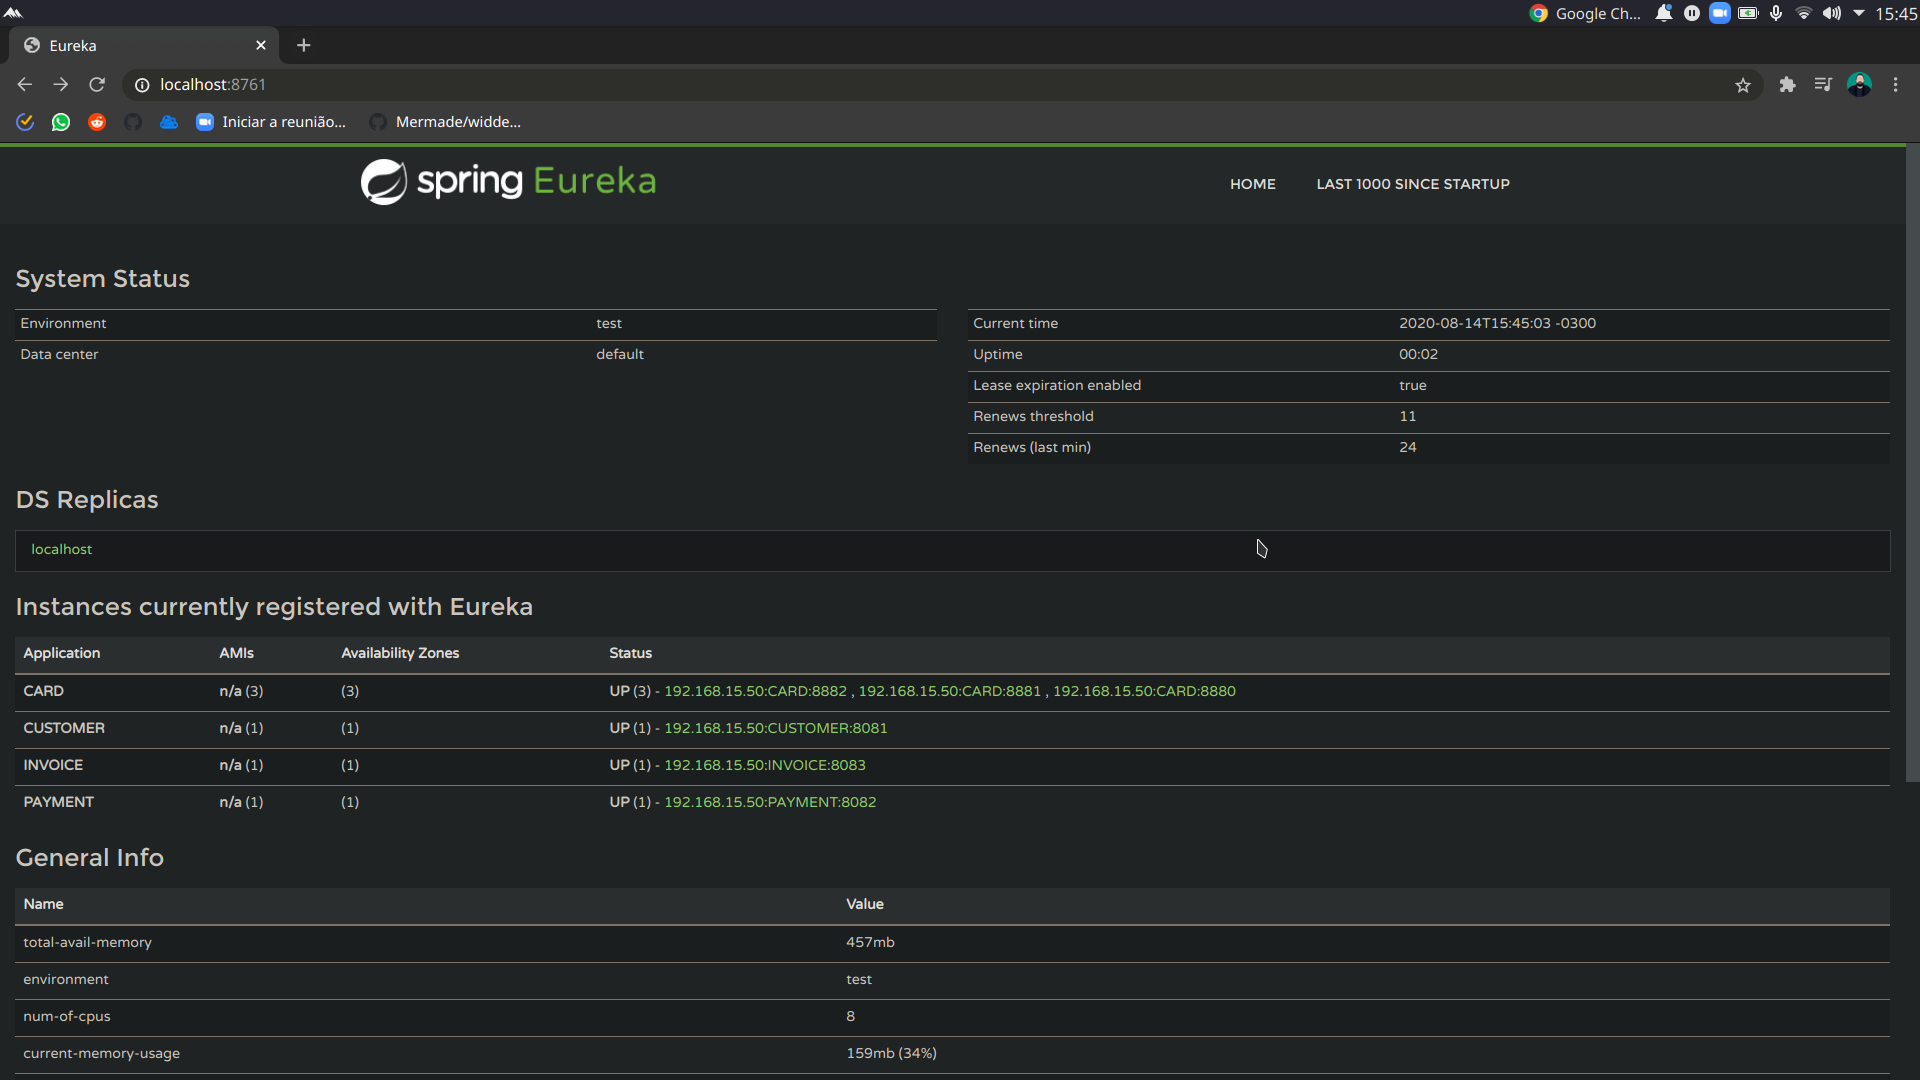 Google Ch...
15:45
Eureka
localhost:8761
Iniciar a reunião...
Mermade/widde...
spring Eureka
HOME
LAST 1000 SINCE STARTUP
System Status
Environment test
Data center default
Current time 2020-08-14T15:45:03 -0300
Uptime 00:02
Lease expiration enabled true
Renews threshold 11
Renews (last min) 24
DS Replicas
localhost
Instances currently registered with Eureka
Application AMIs Availability Zones Status
CARD n/a (3) (3) UP (3) - 192.168.15.50:CARD:8882 , 192.168.15.50:CARD:8881 , 192.168.15.50:CARD:8880
CUSTOMER n/a (1) (1) UP (1) - 192.168.15.50:CUSTOMER:8081
INVOICE n/a (1) (1) UP (1) - 192.168.15.50:INVOICE:8083
PAYMENT n/a (1) (1) UP (1) - 192.168.15.50:PAYMENT:8082
General Info
Name Value
total-avail-memory 457mb
environment test
num-of-cpus 8
current-memory-usage 159mb (34%)